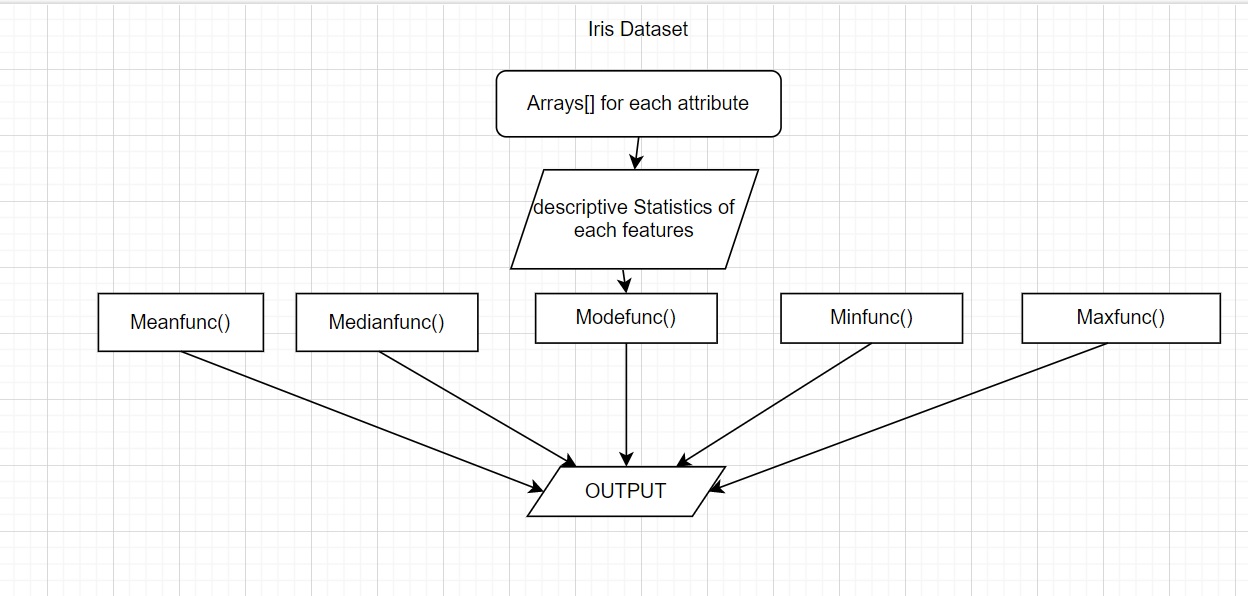 Iris Dataset
Arrays[] for each attribute
descriptive Statistics of
each features
Meanfunc()
Medianfunc()
Modefunc()
Minfunc()
Maxfunc()
OUTPUT